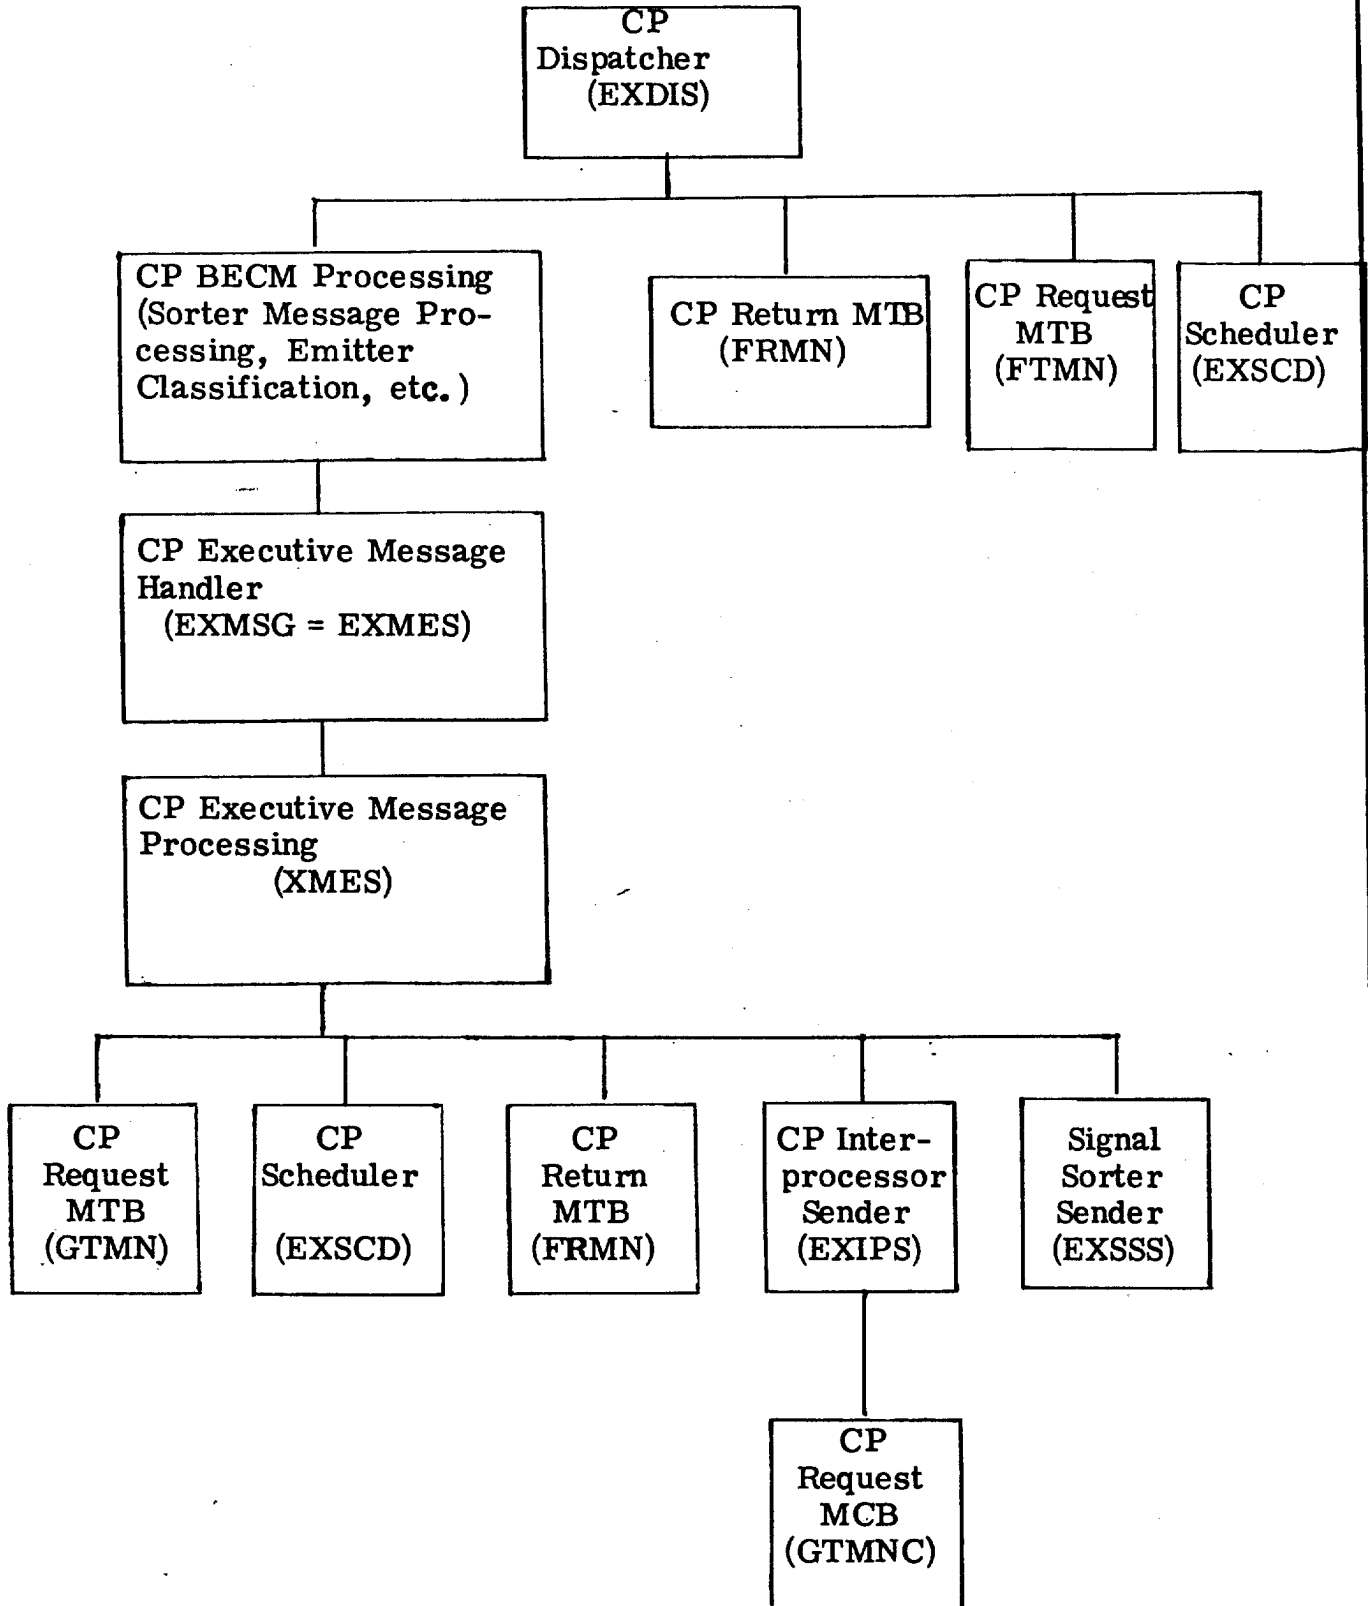 CP
Dispatcher
(EXDIS)
CP BECM Processing
(Sorter Message Pro-
cessing, Emitter
Classification, etc.)
CP Return MTB
(FRMN)
CP Request
MTB
(FTMN)
CP
Scheduler
(EXSCD)
CP Executive Message
Handler
(EXMSG = EXMES)
CP Executive Message
Processing
(XMES)
CP
Request
MTB
(GTMN)
CP
Scheduler
(EXSCD)
CP
Return
MTB
(FRMN)
CP Inter-
processor
Sender
(EXIPS)
Signal
Sorter
Sender
(EXSSS)
CP
Request
MCB
(GTMNC)